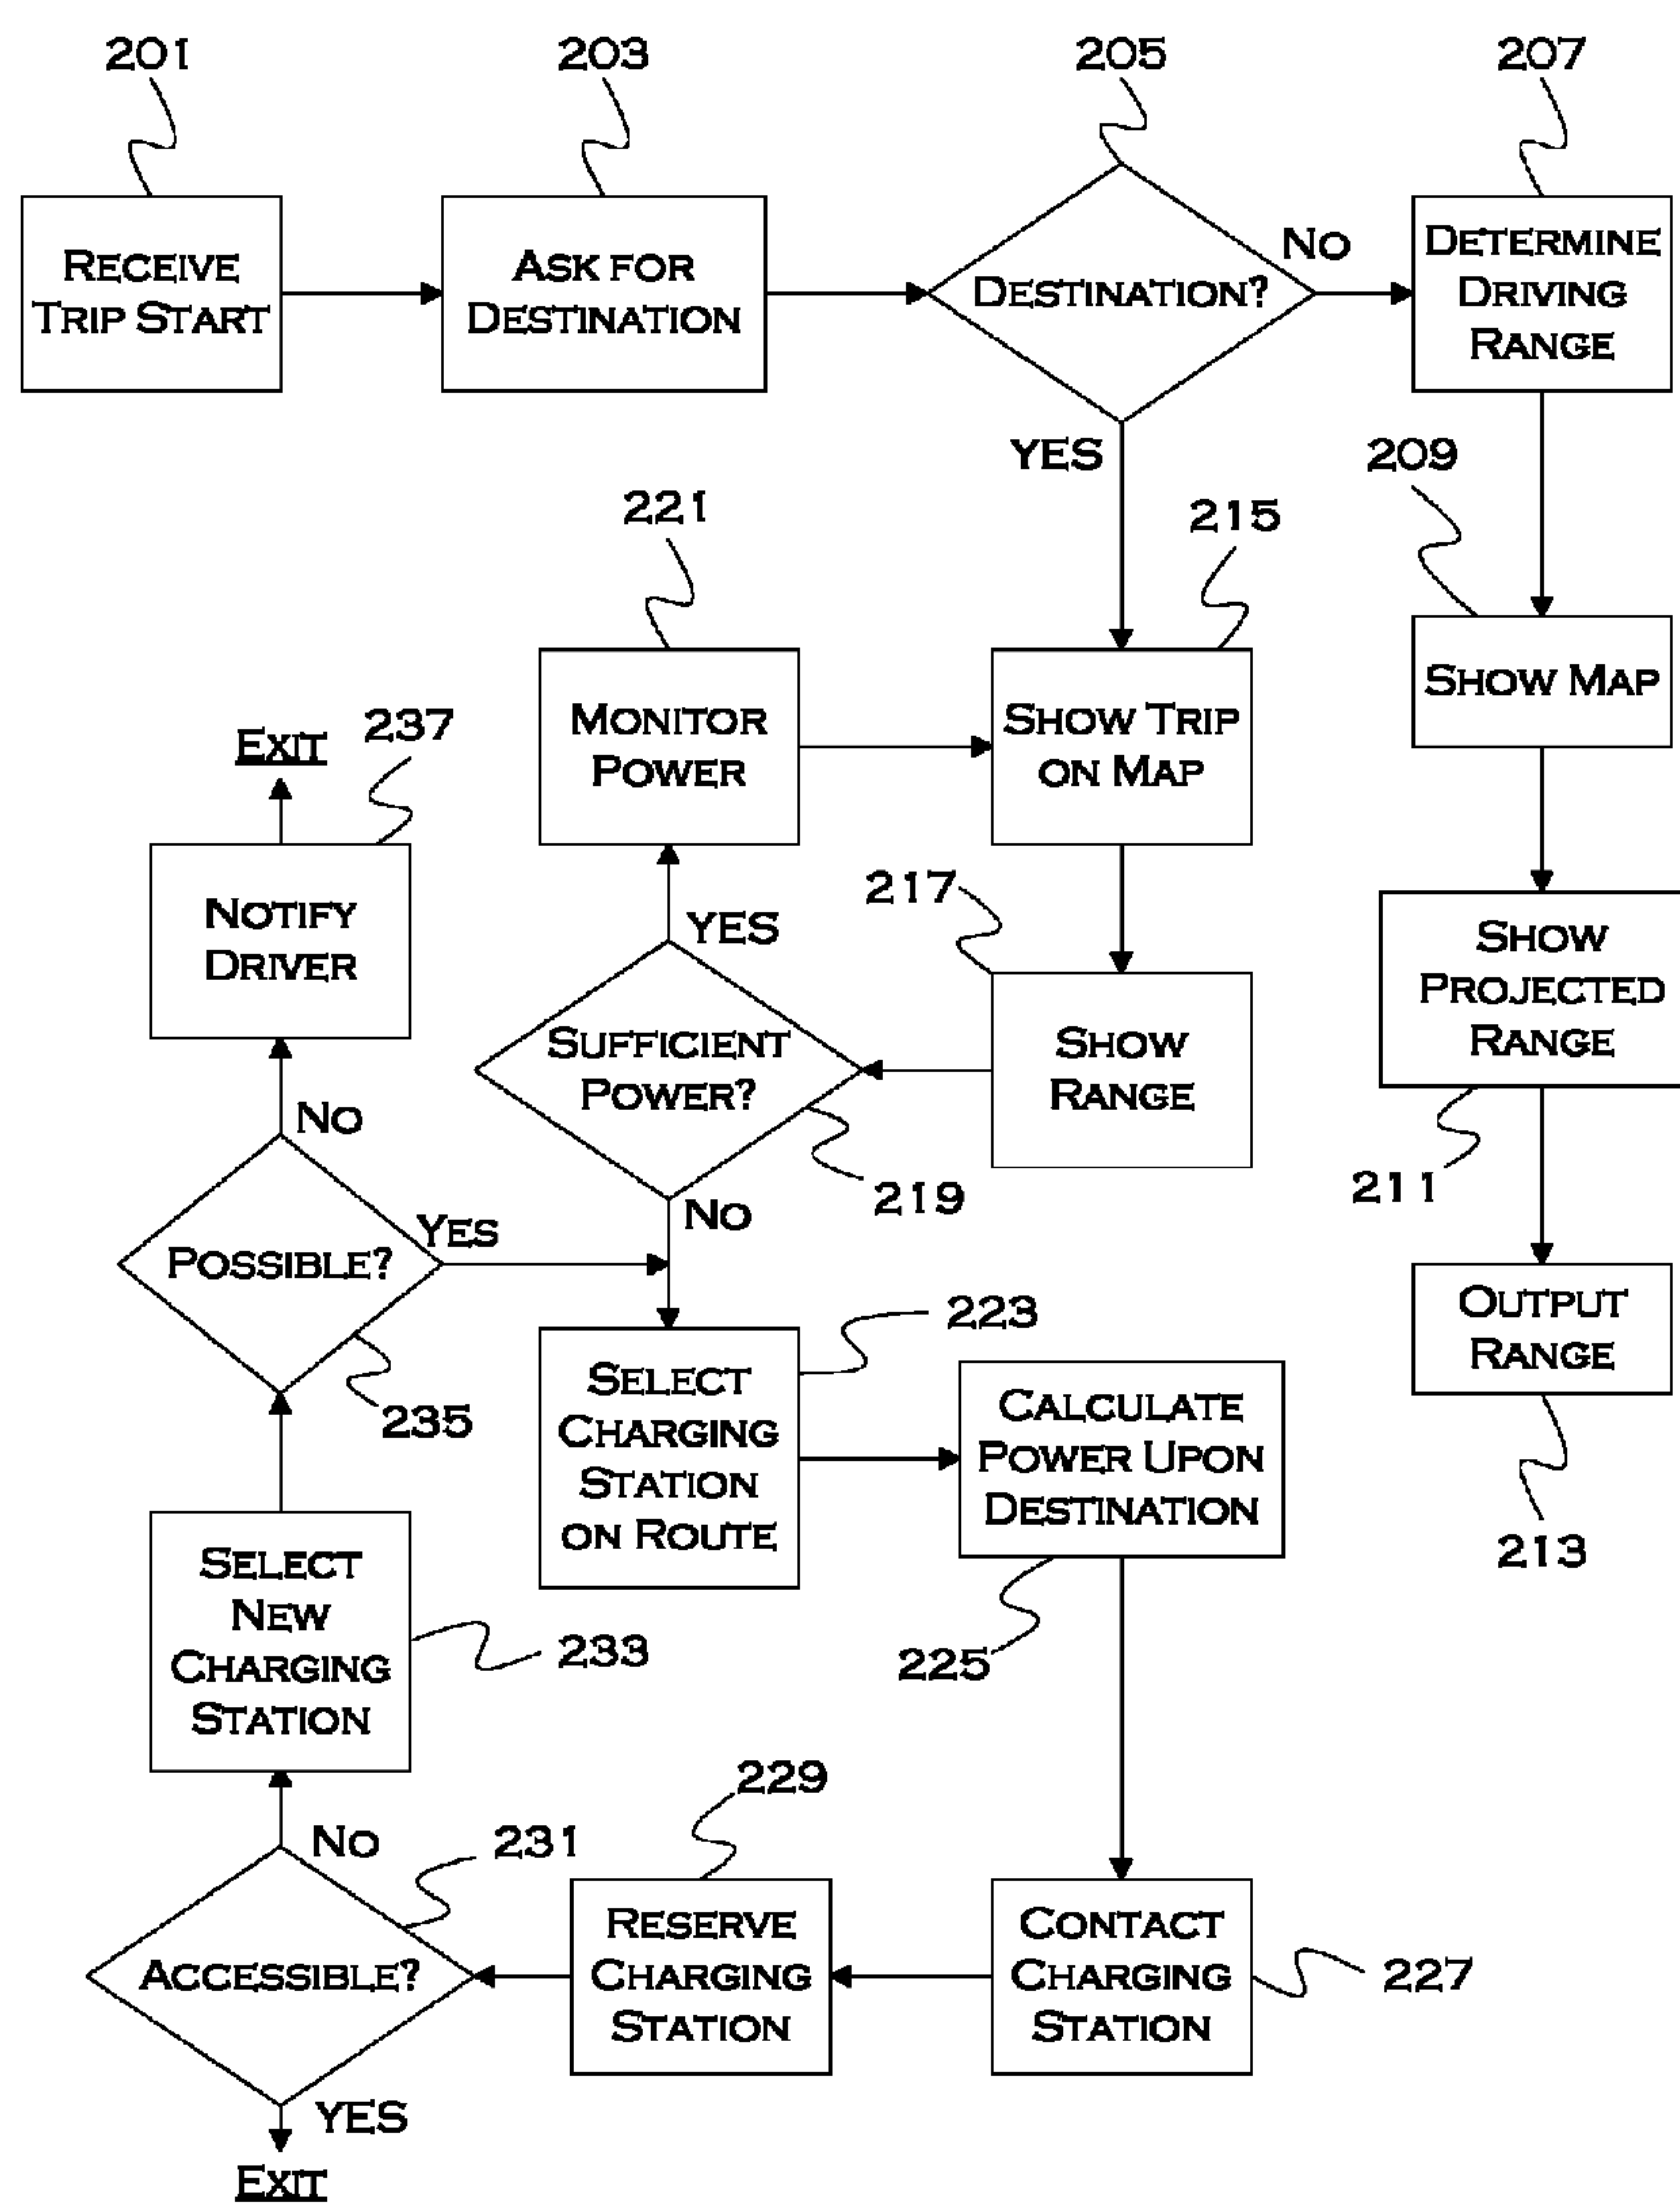 201
203
205
207
RECEIVE
TRIP START
ASK FOR
DESTINATION
DESTINATION?
NO
DETERMINE
DRIVING
RANGE
YES
209
221
215
MONITOR
POWER
SHOW TRIP
ON MAP
SHOW MAP
EXIT
237
NOTIFY
DRIVER
YES
217
SHOW
PROJECTED
RANGE
SUFFICIENT
POWER?
SHOW
RANGE
NO
219
211
NO
POSSIBLE?
YES
223
OUTPUT
RANGE
235
SELECT
CHARGING
STATION
ON ROUTE
CALCULATE
POWER UPON
DESTINATION
213
SELECT
NEW
CHARGING
STATION
233
225
229
NO
231
ACCESSIBLE?
RESERVE
CHARGING
STATION
CONTACT
CHARGING
STATION
227
YES
EXIT